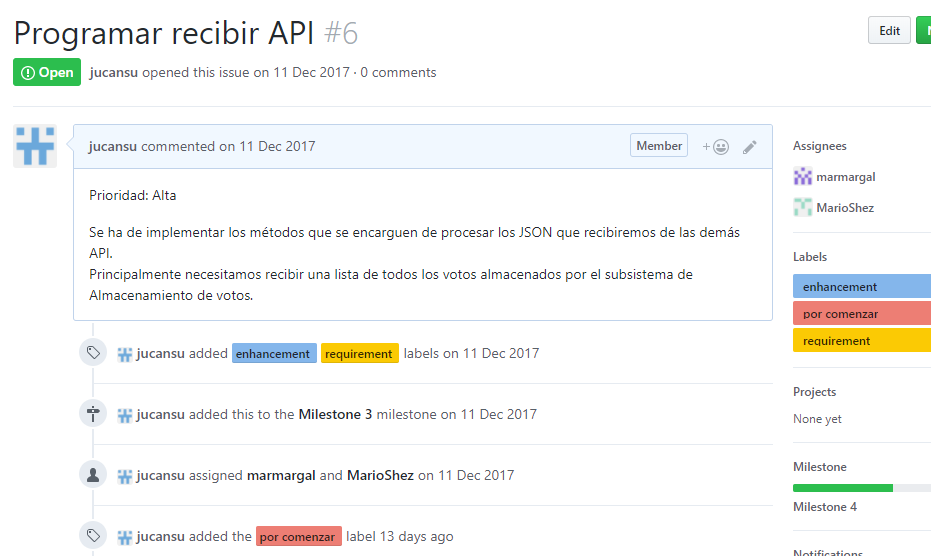 Programar recibir API #6
Edit
Open jucansu opened this issue on 11 Dec 2017 · 0 comments
jucansu commented on 11 Dec 2017
Member
Prioridad: Alta
Se ha de implementar los métodos que se encarguen de procesar los JSON que recibiremos de las demás
API.
Principalmente necesitamos recibir una lista de todos los votos almacenados por el subsistema de
Almacenamiento de votos.
jucansu added enhancement requirement labels on 11 Dec 2017
jucansu added this to the Milestone 3 milestone on 11 Dec 2017
jucansu assigned marmargal and MarioShez on 11 Dec 2017
jucansu added the por comenzar label 13 days ago
Assignees
marmargal
MarioShez
Labels
enhancement
por comenzar
requirement
Projects
None yet
Milestone
Milestone 4
Notifications